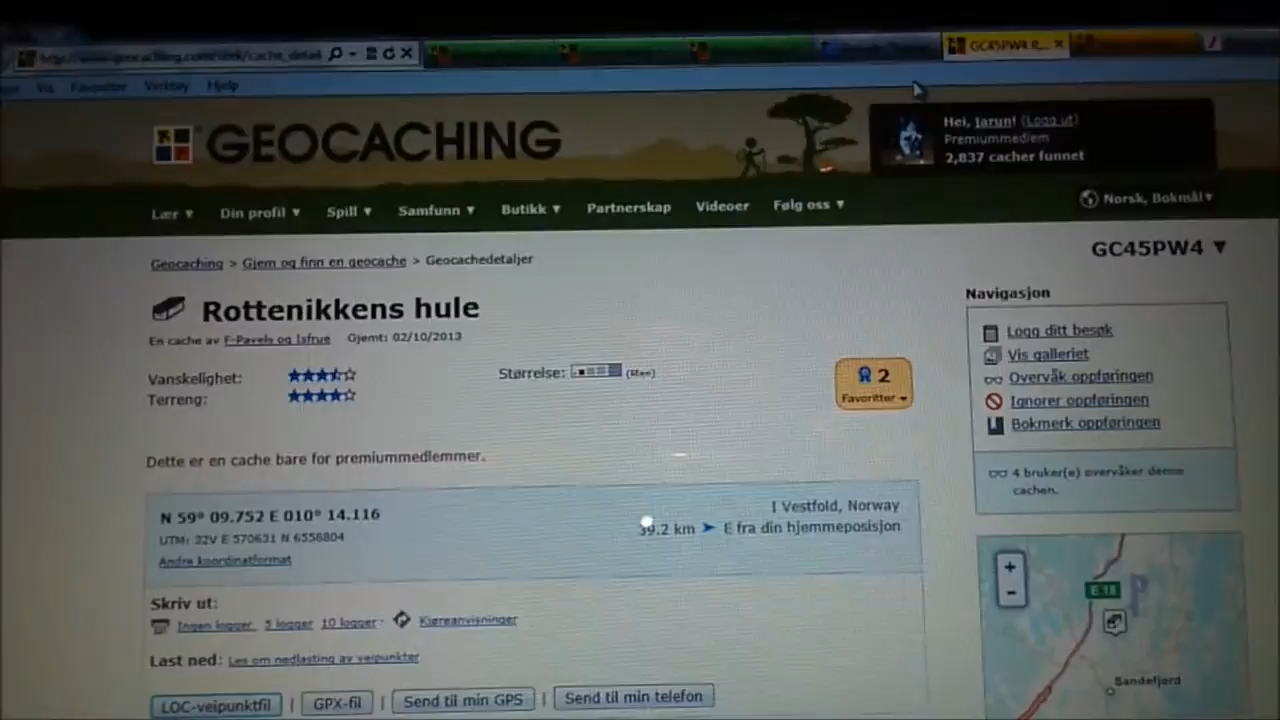 GC45PW4 R...
Vis Favoritter Verktøy Hjelp
GEOCACHING
Hei, Jarun! (Logg ut)
Premiummedlem
2,837 cacher funnet
Lær Din profil Spill Samfunn Butikk Partnerskap Videoer Følg oss
Norsk, Bokmål
Geocaching > Gjem og finn en geocache > Geocachedetaljer
GC45PW4
Rottenikkens hule
En cache av F-Pavels og Isfrue Gjemt: 02/10/2013
Vanskelighet:
Terreng:
Størrelse:
2
Favoritter
Dette er en cache bare for premiummedlemmer.
N 59° 09.752 E 010° 14.116
UTM: 32V E 570631 N 6558804
Andre koordinatformat
I Vestfold, Norway
39.2 km E fra din hjemmeposisjon
Skriv ut:
Ingen logger 5 logger 10 logger · Kjøreanvisninger
Last ned: Les om nedlasting av veipunkter
LOC-veipunktfil | GPX-fil | Send til min GPS | Send til min telefon
Navigasjon
Logg ditt besøk
Vis galleriet
Overvåk oppføringen
Ignorer oppføringen
Bokmerk oppføringen
4 bruker(e) overvåker denne
cachen.
+
-
E 18
P
Sandefjord